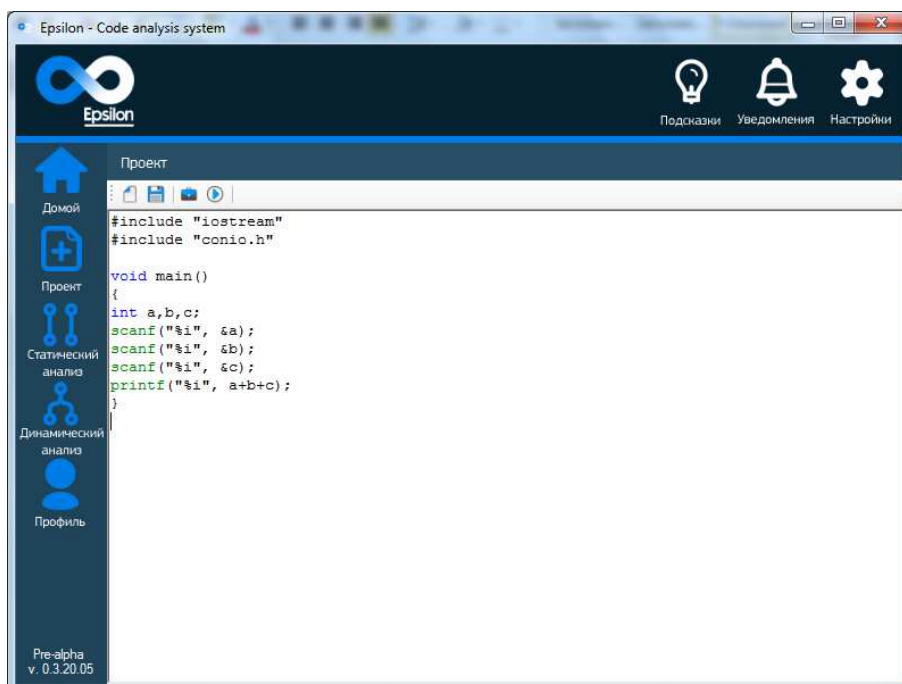 Epsilon - Code analysis system
Epsilon
Подсказки
Уведомления
Настройки
Домой
Проект
Статический
анализ
Динамический
анализ
Профиль
Pre-alpha
v. 0.3.20.05
Проект
#include "iostream"
#include "conio.h"
void main()
{
int a,b,c;
scanf("%i", &a);
scanf("%i", &b);
scanf("%i", &c);
printf("%i", a+b+c);
}